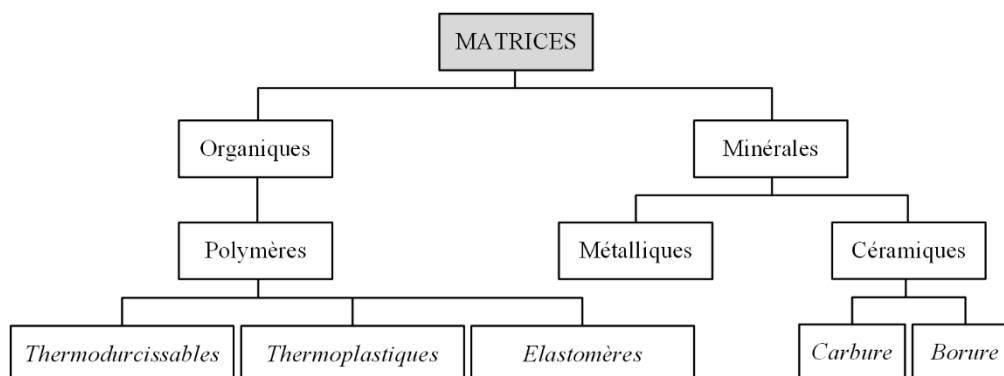 MATRICES
Organiques
Minérales
Polymères
Métalliques
Céramiques
Thermodurcissables
Thermoplastiques
Elastomères
Carbure
Borure